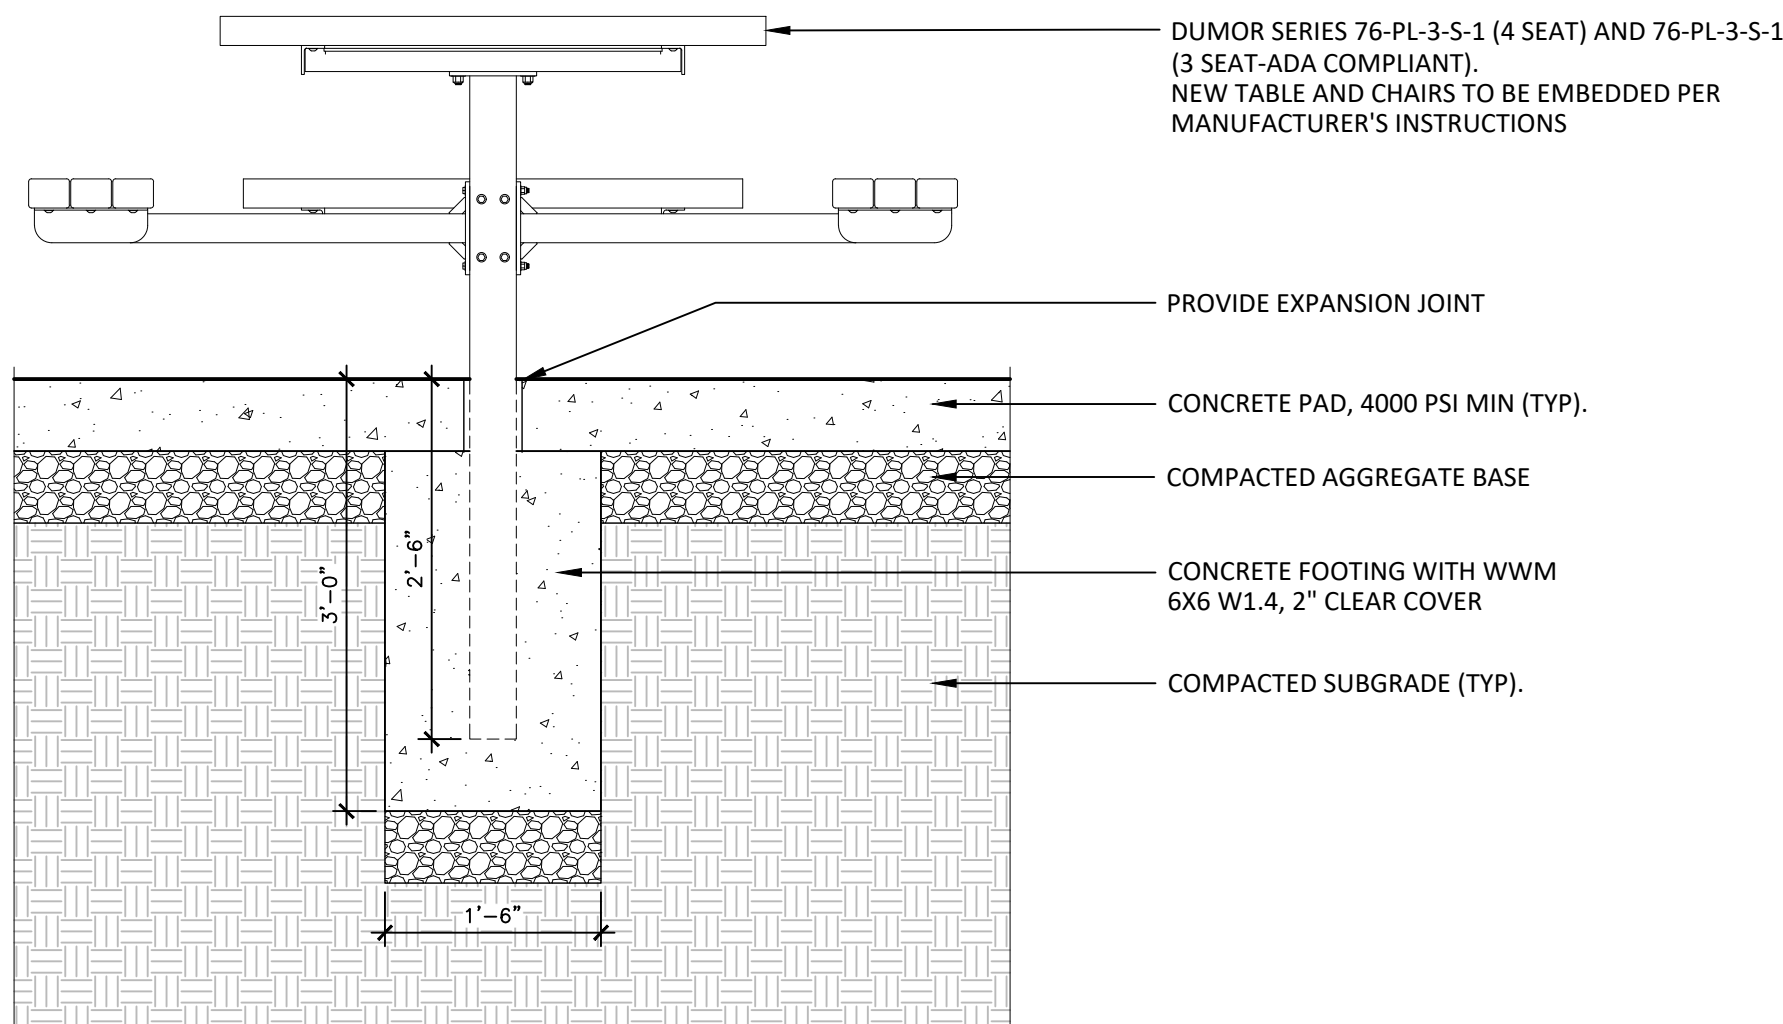 DUMOR SERIES 76-PL-3-S-1 (4 SEAT) AND 76-PL-3-S-1
(3 SEAT-ADA COMPLIANT).
NEW TABLE AND CHAIRS TO BE EMBEDDED PER
MANUFACTURER'S INSTRUCTIONS
PROVIDE EXPANSION JOINT
CONCRETE PAD, 4000 PSI MIN (TYP).
COMPACTED AGGREGATE BASE
CONCRETE FOOTING WITH WWM
6X6 W1.4, 2" CLEAR COVER
COMPACTED SUBGRADE (TYP).
3'-0"
2'-6"
1'-6"